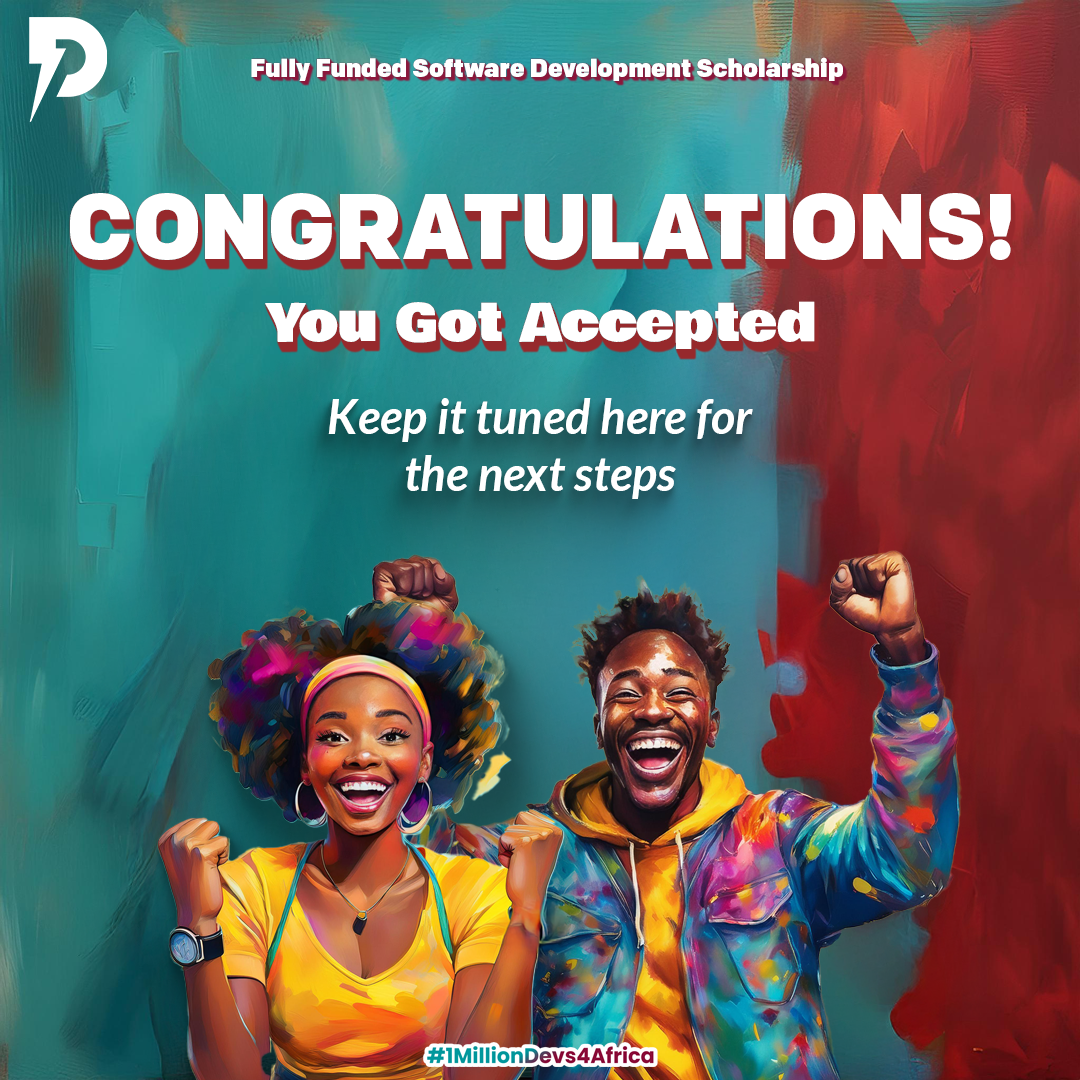 Fully Funded Software Development Scholarship
CONGRATULATIONS!
You Got Accepted
Keep it tuned here for
the next steps
#1MillionDevs4Africa